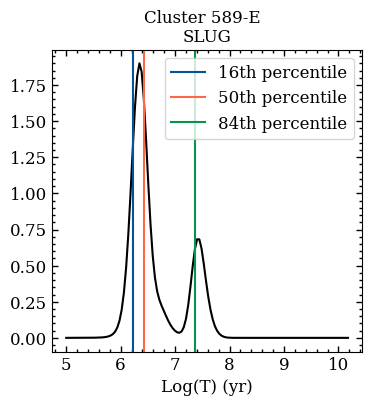 Cluster 589-E
SLUG
16th percentile
50th percentile
84th percentile
1.75
1.50
1.25
1.00
0.75
0.50
0.25
0.00
5 6 7 8 9 10
Log(T) (yr)